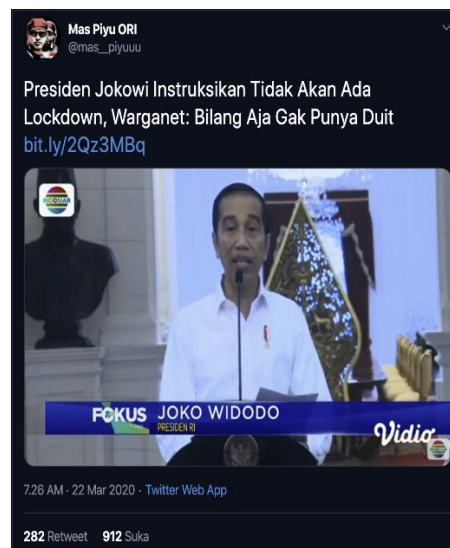 Mas Piyu ORI
@mas__piyuuu
Presiden Jokowi Instruksikan Tidak Akan Ada
Lockdown, Warganet: Bilang Aja Gak Punya Duit
bit.ly/2Qz3MBq
INDOSIAR
FOKUS
JOKO WIDODO
PRESIDEN RI
Vidio
7.26 AM · 22 Mar 2020 · Twitter Web App
282 Retweet 912 Suka